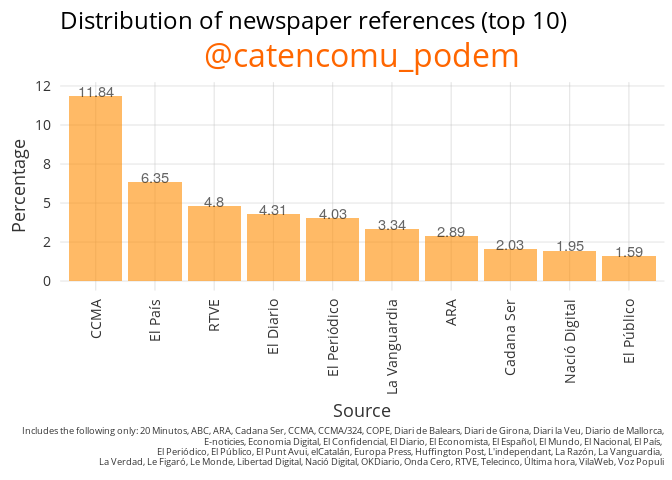 Distribution of newspaper references (top 10)
@catencomu_podem
12
10
8
5
2
0
Percentage
11.84
6.35
4.8
4.31
4.03
3.34
2.89
2.03
1.95
1.59
CCMA
El País
RTVE
El Diario
El Periódico
La Vanguardia
ARA
Cadana Ser
Nació Digital
El Público
Source
Includes the following only: 20 Minutos, ABC, ARA, Cadana Ser, CCMA, CCMA/324, COPE, Diari de Balears, Diari de Girona, Diari la Veu, Diario de Mallorca,
E-noticies, Economia Digital, El Confidencial, El Diario, El Economista, El Español, El Mundo, El Nacional, El País,
El Periódico, El Público, El Punt Avui, elCatalán, Europa Press, Huffington Post, L'independant, La Razón, La Vanguardia,
La Verdad, Le Figaró, Le Monde, Libertad Digital, Nació Digital, OKDiario, Onda Cero, RTVE, Telecinco, Última hora, VilaWeb, Voz Populi